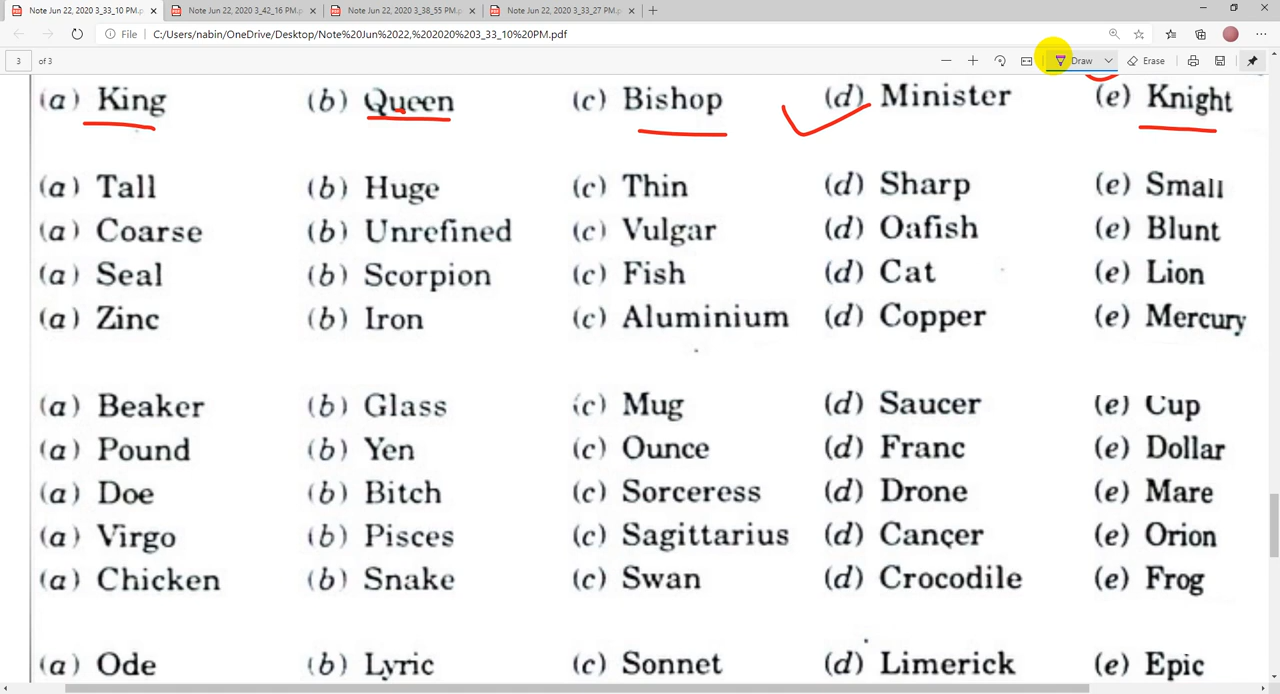 Note Jun 22, 2020 3_33_10 PM.p Note Jun 22, 2020 3_42_16 PM.p Note Jun 22, 2020 3_38_55 PM.p Note Jun 22, 2020 3_33_27 PM.p
File C:/Users/nabin/OneDrive/Desktop/Note%20Jun%2022,%202020%203_33_10%20PM.pdf
3 of 3 Draw Erase
(a) King (b) Queen (c) Bishop (d) Minister (e) Knight
(a) Tall (b) Huge (c) Thin (d) Sharp (e) Small
(a) Coarse (b) Unrefined (c) Vulgar (d) Oafish (e) Blunt
(a) Seal (b) Scorpion (c) Fish (d) Cat (e) Lion
(a) Zinc (b) Iron (c) Aluminium (d) Copper (e) Mercury
(a) Beaker (b) Glass (c) Mug (d) Saucer (e) Cup
(a) Pound (b) Yen (c) Ounce (d) Franc (e) Dollar
(a) Doe (b) Bitch (c) Sorceress (d) Drone (e) Mare
(a) Virgo (b) Pisces (c) Sagittarius (d) Cancer (e) Orion
(a) Chicken (b) Snake (c) Swan (d) Crocodile (e) Frog
(a) Ode (b) Lyric (c) Sonnet (d) Limerick (e) Epic